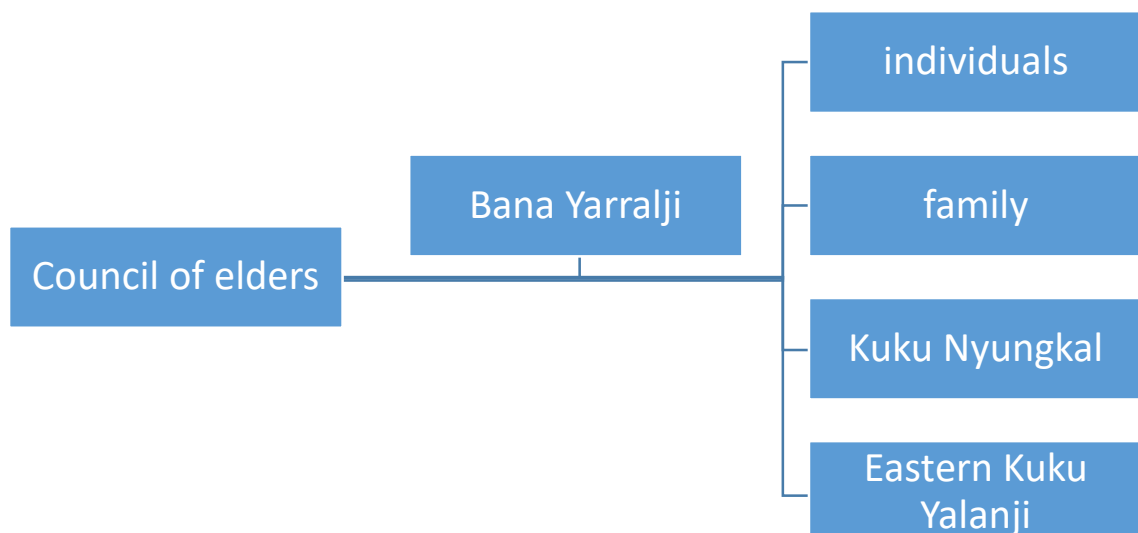 Council of elders
Bana Yarralji
individuals
family
Kuku Nyungkal
Eastern Kuku
Yalanji